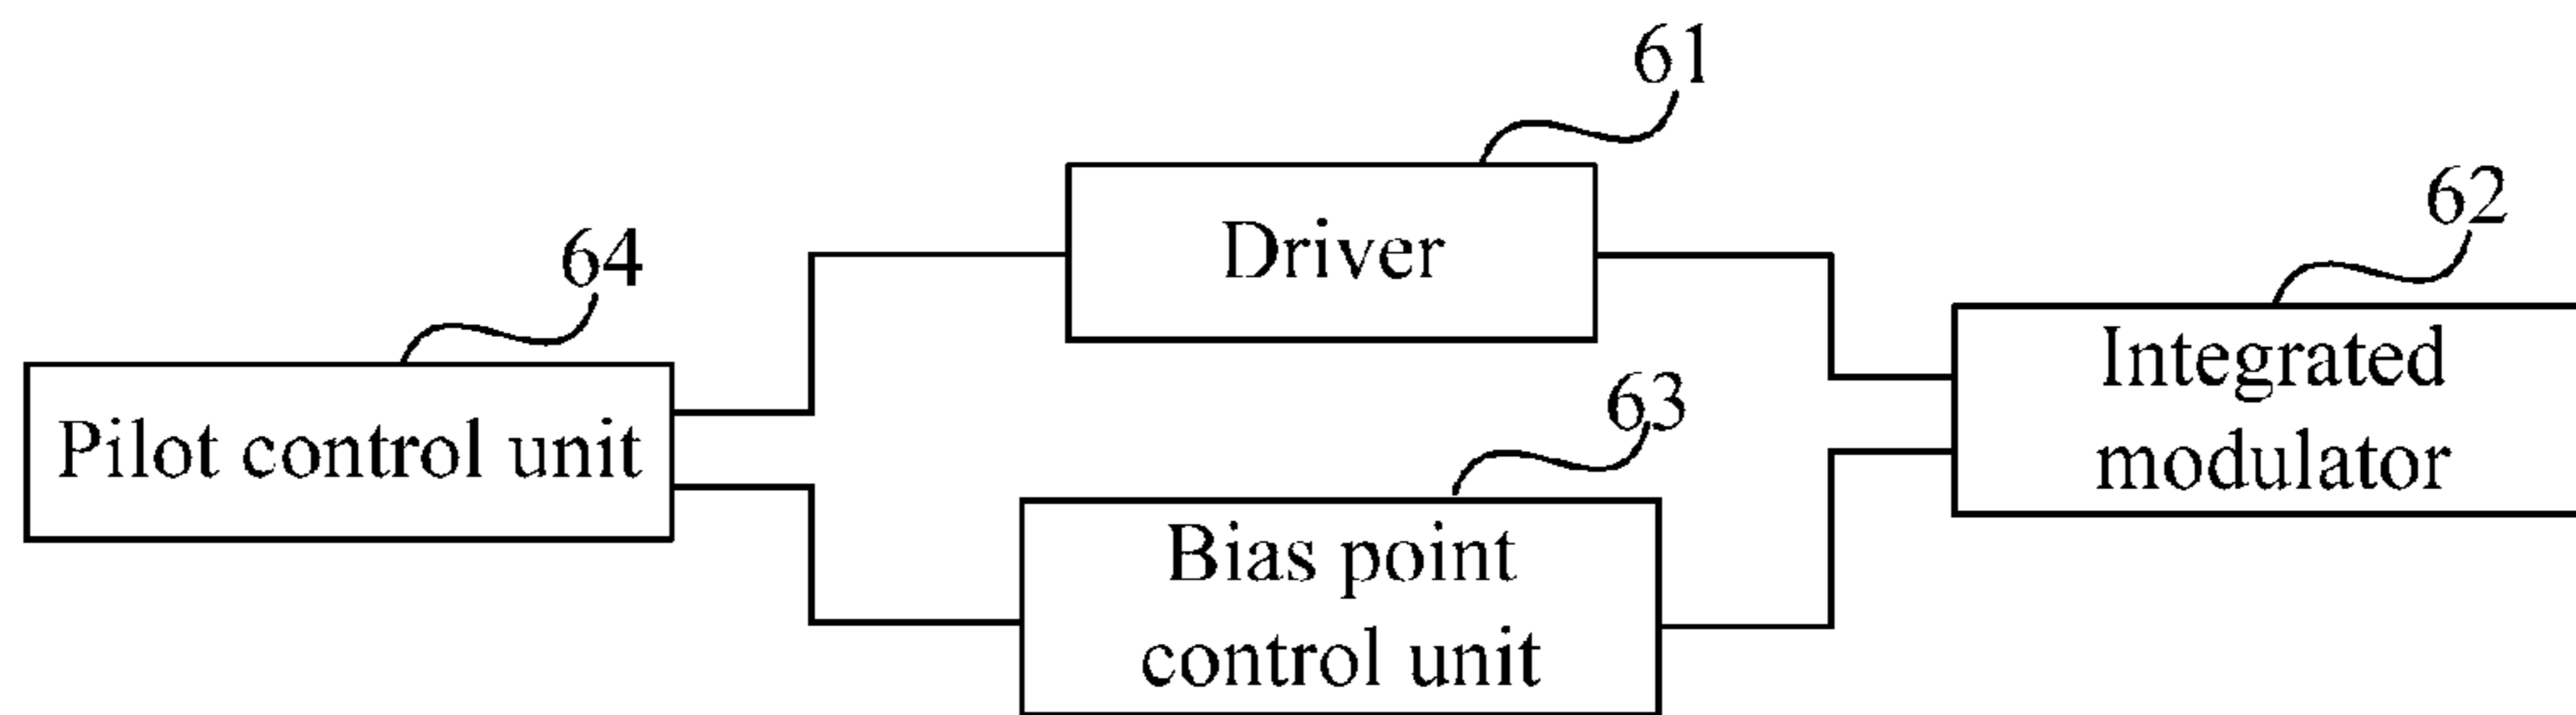 61
Driver
62
Integrated
modulator
64
Pilot control unit
63
Bias point
control unit